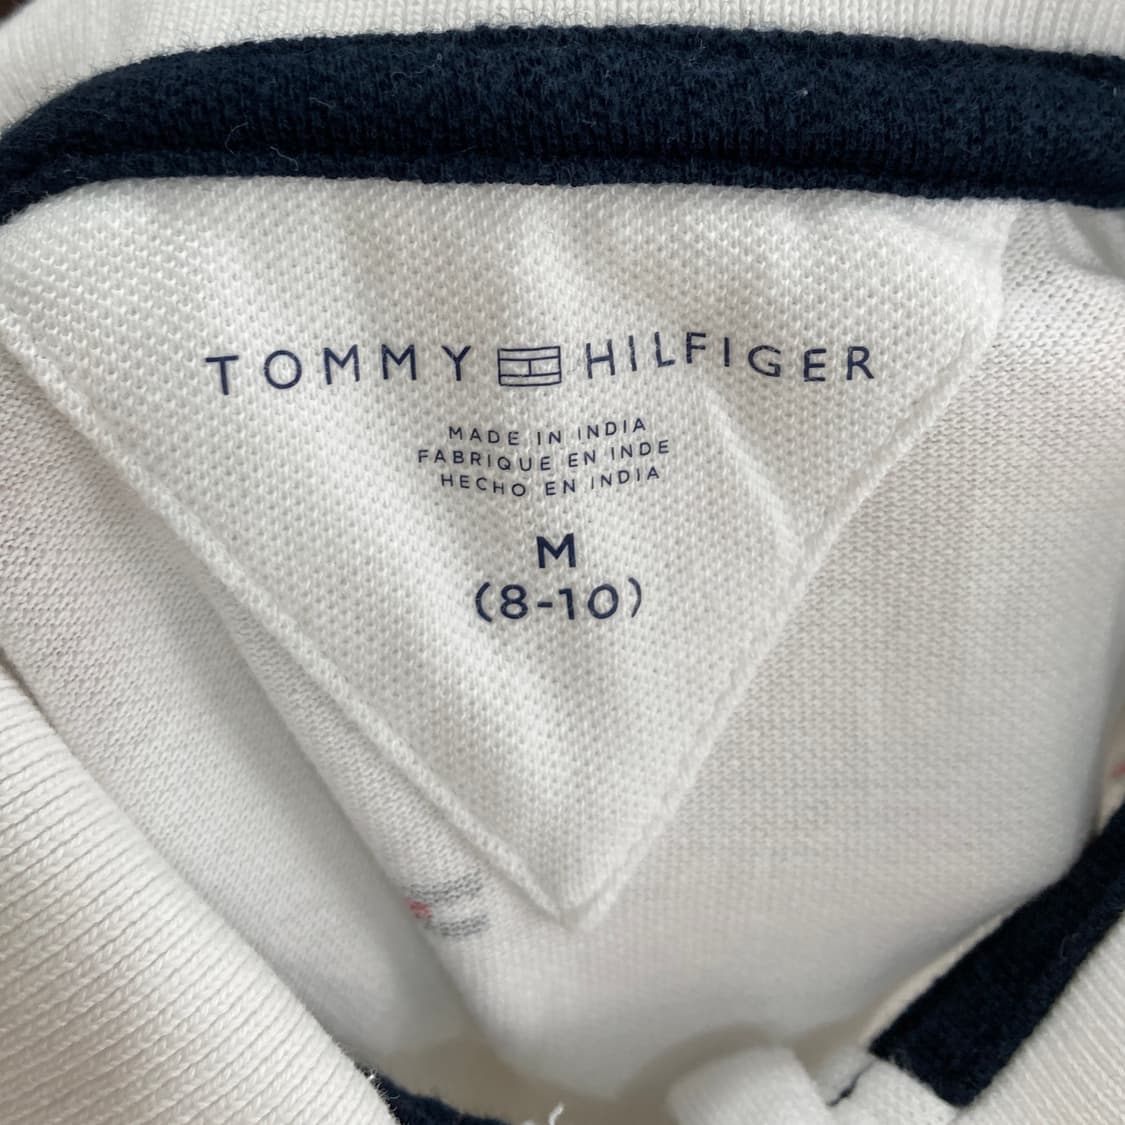 TOMMY HILFIGER
MADE IN INDIA
FABRIQUE EN INDE
HECHO EN INDIA
M
(8-10)